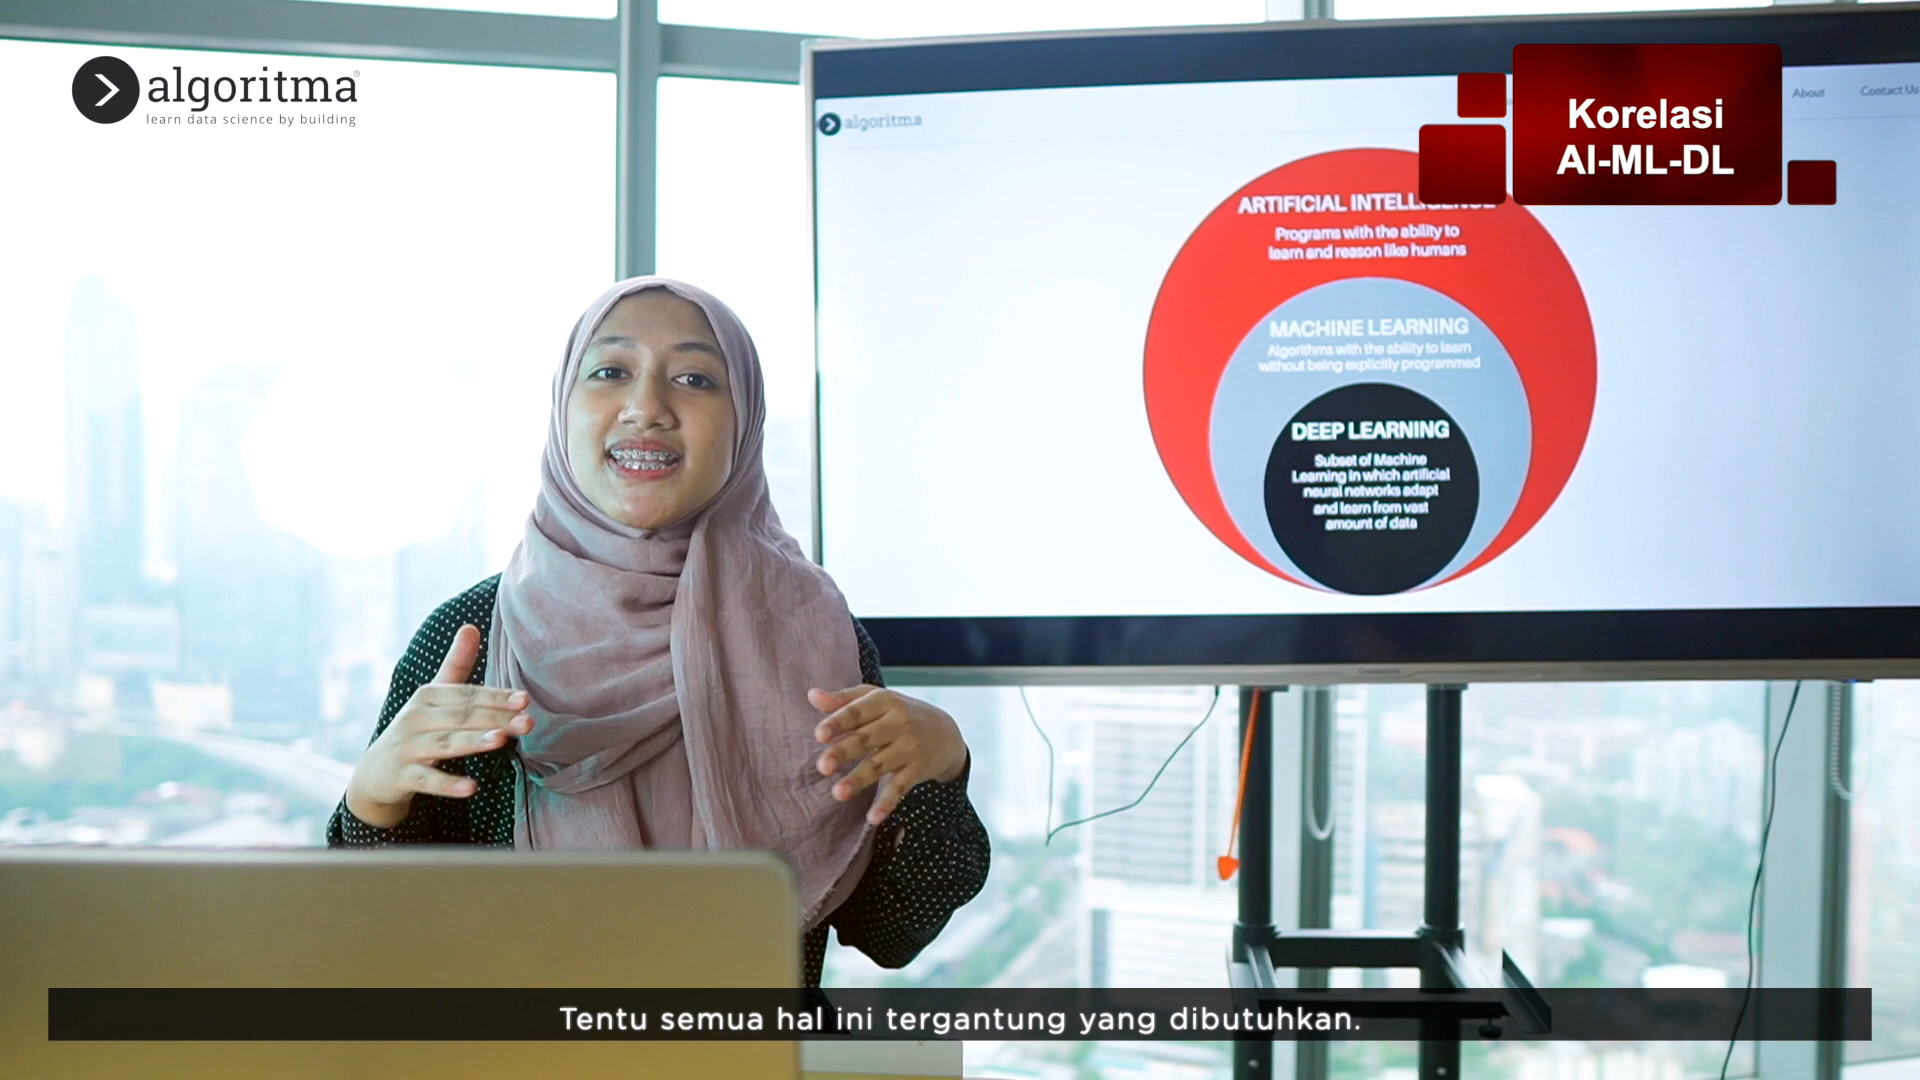 algoritma
learn data science by building
algoritma
About
Contact Us
Korelasi
AI-ML-DL
ARTIFICIAL INTELLIGENCE
Programs with the ability to
learn and reason like humans
MACHINE LEARNING
Algorithms with the ability to learn
without being explicitly programmed
DEEP LEARNING
Subset of Machine
Learning in which artificial
neural networks adapt
and learn from vast
amount of data
Tentu semua hal ini tergantung yang dibutuhkan.